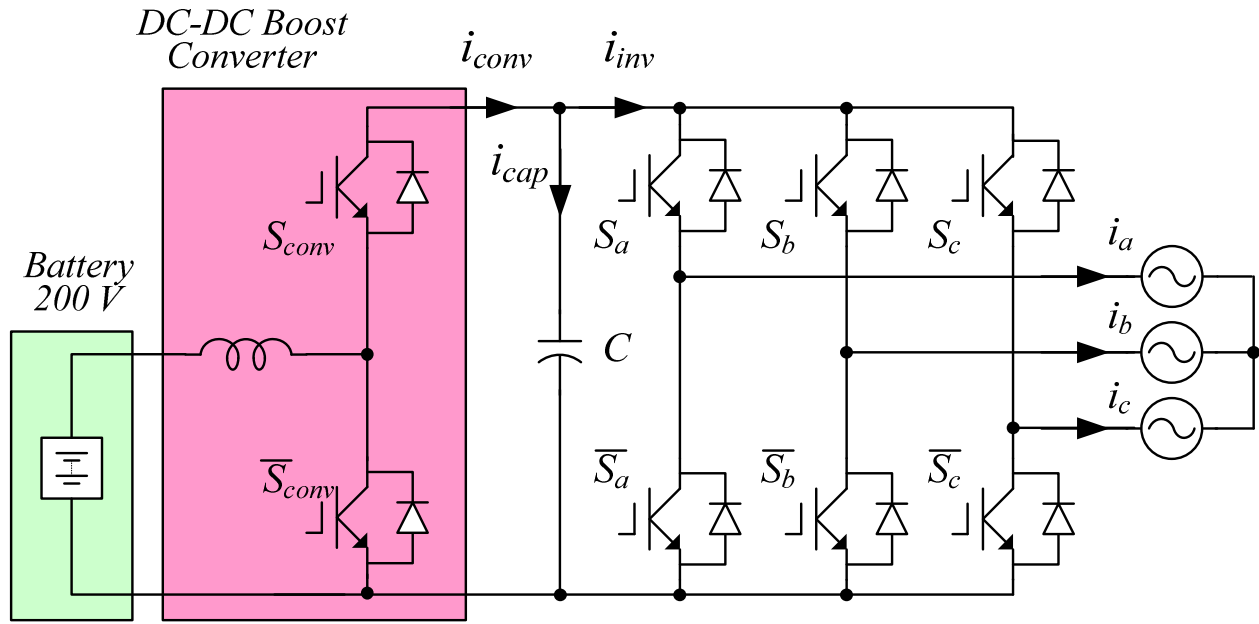 DC-DC Boost
Converter
i_conv
i_inv
i_cap
S_conv
S_a
S_b
S_c
i_a
Battery
200 V
i_b
C
i_c
S̅_conv
S̅_a
S̅_b
S̅_c